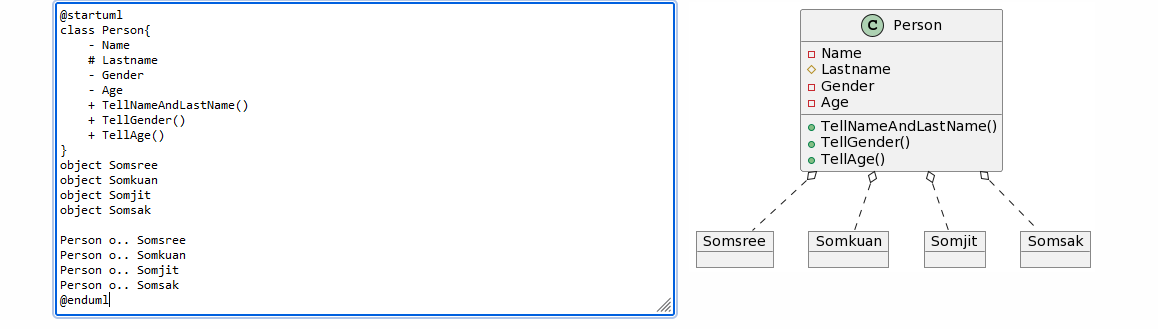 @startuml
class Person{
    - Name
    # Lastname
    - Gender
    - Age
    + TellNameAndLastName()
    + TellGender()
    + TellAge()
}
object Somsree
object Somkuan
object Somjit
object Somsak

Person o.. Somsree
Person o.. Somkuan
Person o.. Somjit
Person o.. Somsak
@enduml
C Person
Name
Lastname
Gender
Age
TellNameAndLastName()
TellGender()
TellAge()
Somsree Somkuan Somjit Somsak